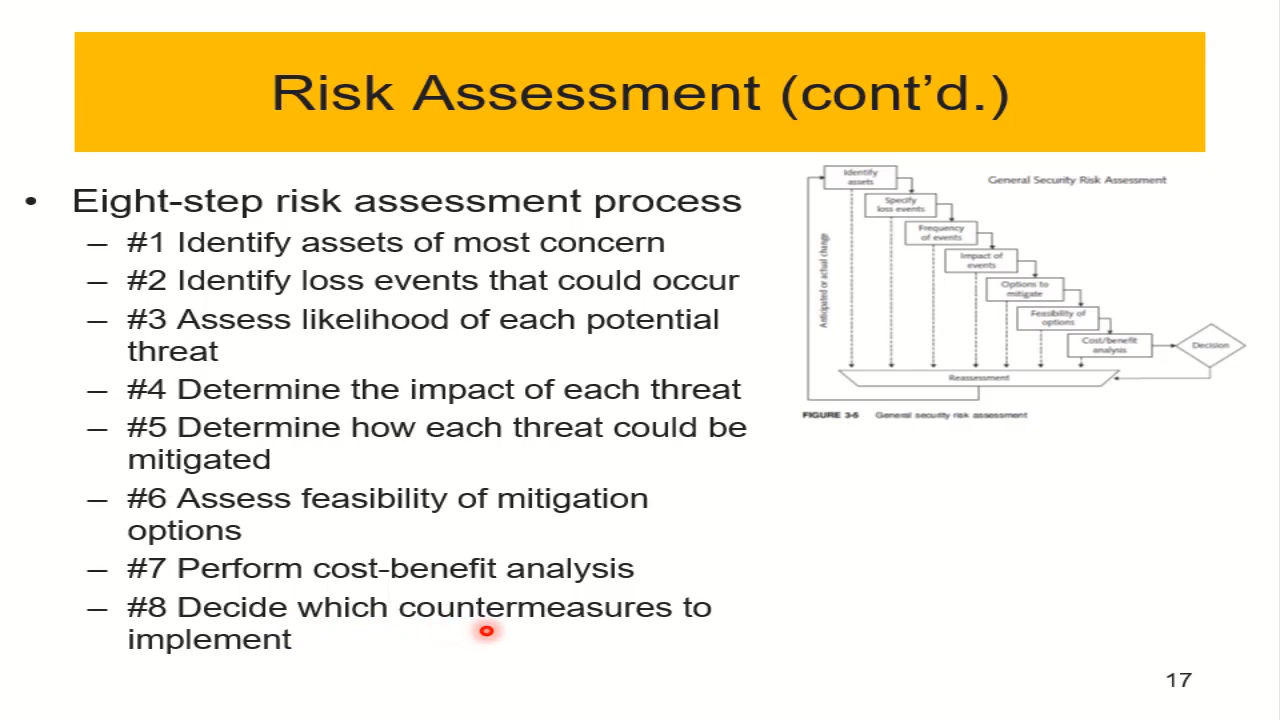 Risk Assessment (cont’d.)
• Eight-step risk assessment process
– #1 Identify assets of most concern
– #2 Identify loss events that could occur
– #3 Assess likelihood of each potential
threat
– #4 Determine the impact of each threat
– #5 Determine how each threat could be
mitigated
– #6 Assess feasibility of mitigation
options
– #7 Perform cost-benefit analysis
– #8 Decide which countermeasures to
implement
General Security Risk Assessment
Identify
assets
Specify
loss events
Frequency
of events
Impact of
events
Options to
mitigate
Feasibility of
options
Cost/benefit
analysis
Decision
Reassessment
Anticipated or actual change
FIGURE 3-5 General security risk assessment
17